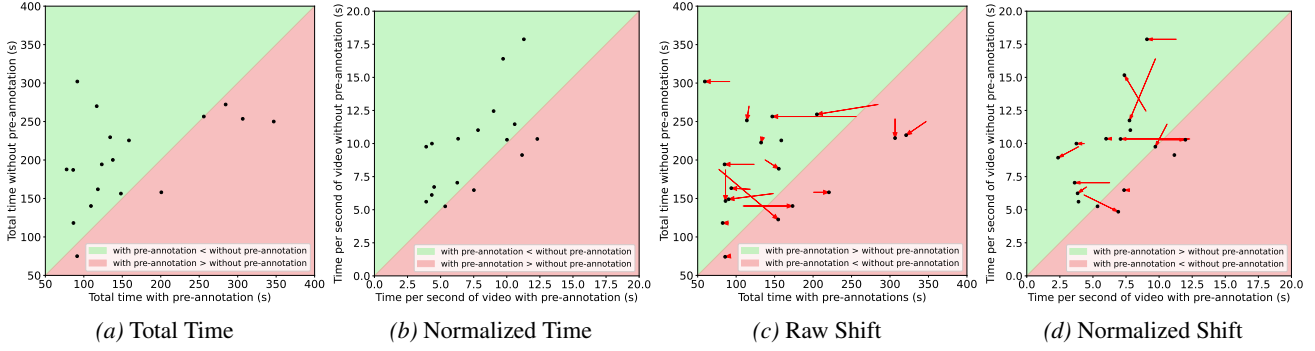 400
350
300
250
200
150
100
50
50 100 150 200 250 300 350 400
Total time without pre-annotation (s)
Total time with pre-annotation (s)
with pre-annotation < without pre-annotation
with pre-annotation > without pre-annotation
(a) Total Time
20.0
17.5
15.0
12.5
10.0
7.5
5.0
2.5
0.0
0.0 2.5 5.0 7.5 10.0 12.5 15.0 17.5 20.0
Time per second of video without pre-annotation (s)
Time per second of video with pre-annotation (s)
with pre-annotation < without pre-annotation
with pre-annotation > without pre-annotation
(b) Normalized Time
400
350
300
250
200
150
100
50
50 100 150 200 250 300 350 400
Total time without pre-annotation (s)
Total time with pre-annotations (s)
with pre-annotation > without pre-annotation
with pre-annotation < without pre-annotation
(c) Raw Shift
20.0
17.5
15.0
12.5
10.0
7.5
5.0
2.5
0.0
0.0 2.5 5.0 7.5 10.0 12.5 15.0 17.5 20.0
Time per second of video without pre-annotation (s)
Time per second of video with pre-annotation (s)
with pre-annotation > without pre-annotation
with pre-annotation < without pre-annotation
(d) Normalized Shift